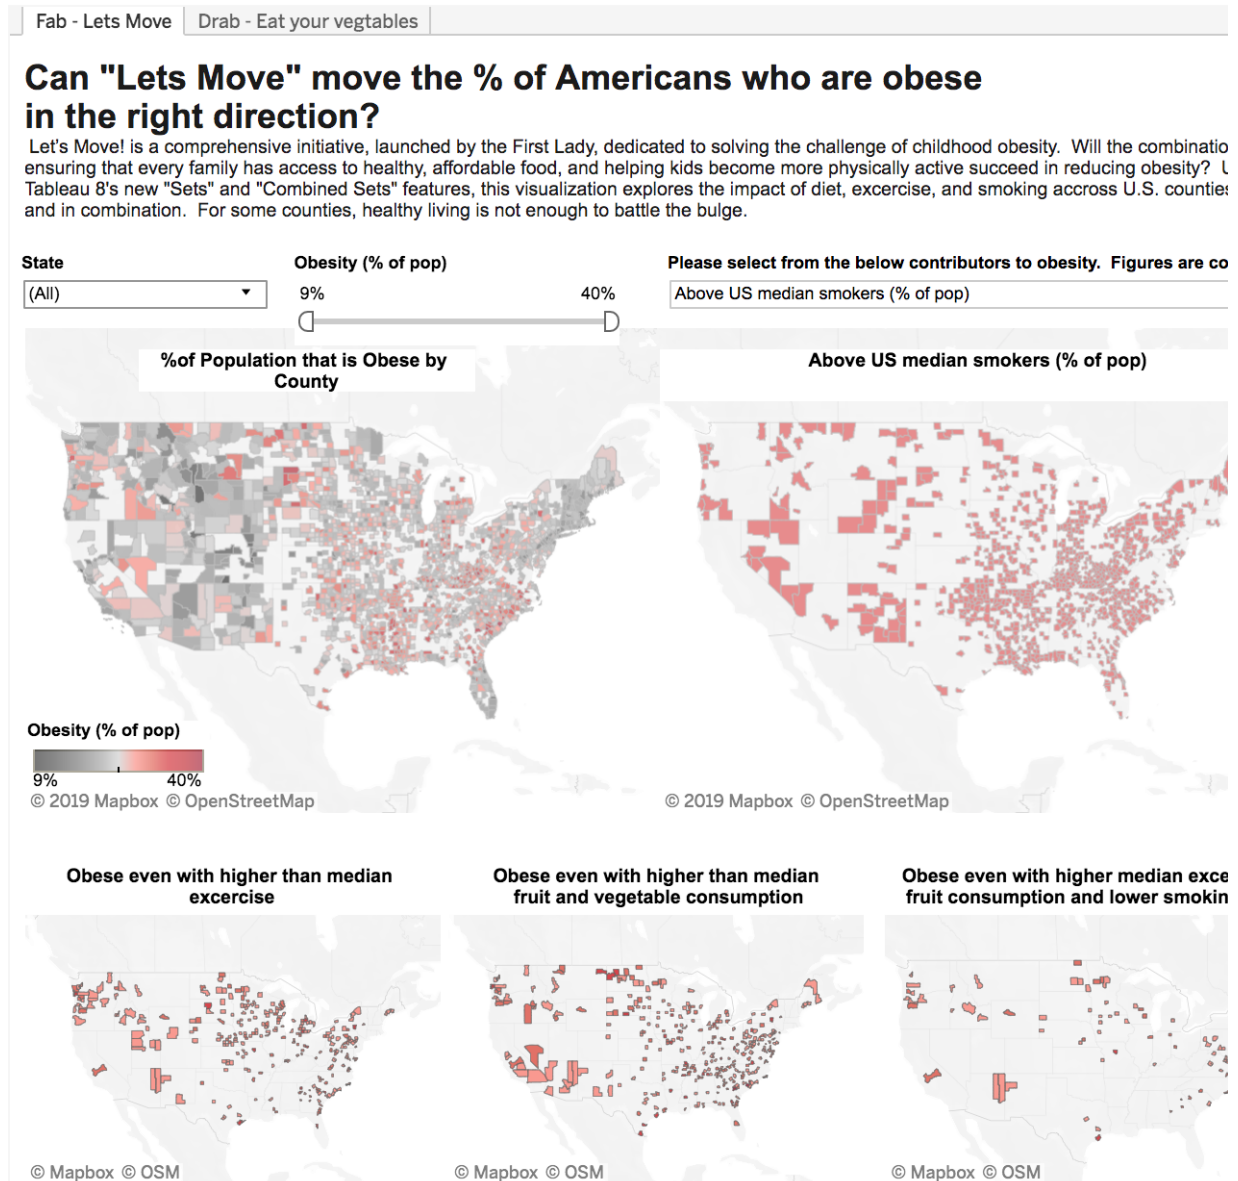 Fab - Lets Move
Drab - Eat your vegtables
Can "Lets Move" move the % of Americans who are obese
in the right direction?
Let's Move! is a comprehensive initiative, launched by the First Lady, dedicated to solving the challenge of childhood obesity.  Will the combinatio
ensuring that every family has access to healthy, affordable food, and helping kids become more physically active succeed in reducing obesity?
Tableau 8's new "Sets" and "Combined Sets" features, this visualization explores the impact of diet, excercise, and smoking accross U.S. counties
and in combination.  For some counties, healthy living is not enough to battle the bulge.
State
Obesity (% of pop)
Please select from the below contributors to obesity.  Figures are co
(All)
9%
40%
Above US median smokers (% of pop)
%of Population that is Obese by
County
Above US median smokers (% of pop)
Obesity (% of pop)
9%
40%
© 2019 Mapbox © OpenStreetMap
© 2019 Mapbox © OpenStreetMap
Obese even with higher than median
excercise
Obese even with higher than median
fruit and vegetable consumption
Obese even with higher median exce
fruit consumption and lower smokin
© Mapbox © OSM
© Mapbox © OSM
© Mapbox © OSM